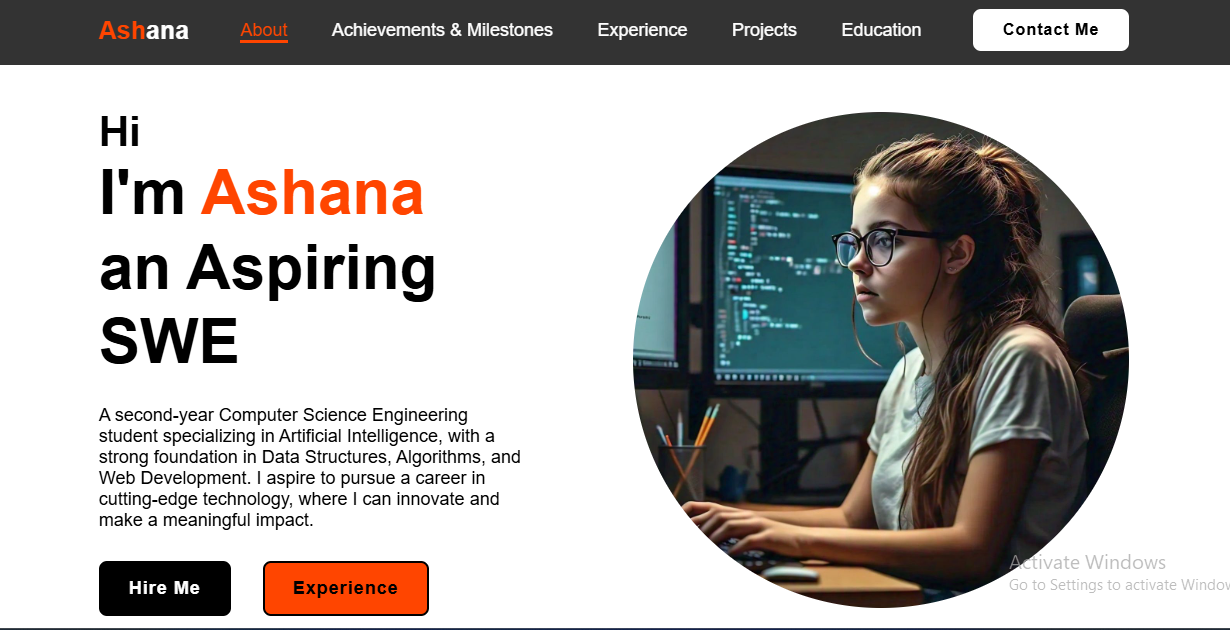 Ashana About Achievements & Milestones Experience Projects Education Contact Me
Hi
I'm Ashana
an Aspiring
SWE
A second-year Computer Science Engineering
student specializing in Artificial Intelligence, with a
strong foundation in Data Structures, Algorithms, and
Web Development. I aspire to pursue a career in
cutting-edge technology, where I can innovate and
make a meaningful impact.
Hire Me Experience
Activate Windows
Go to Settings to activate Window